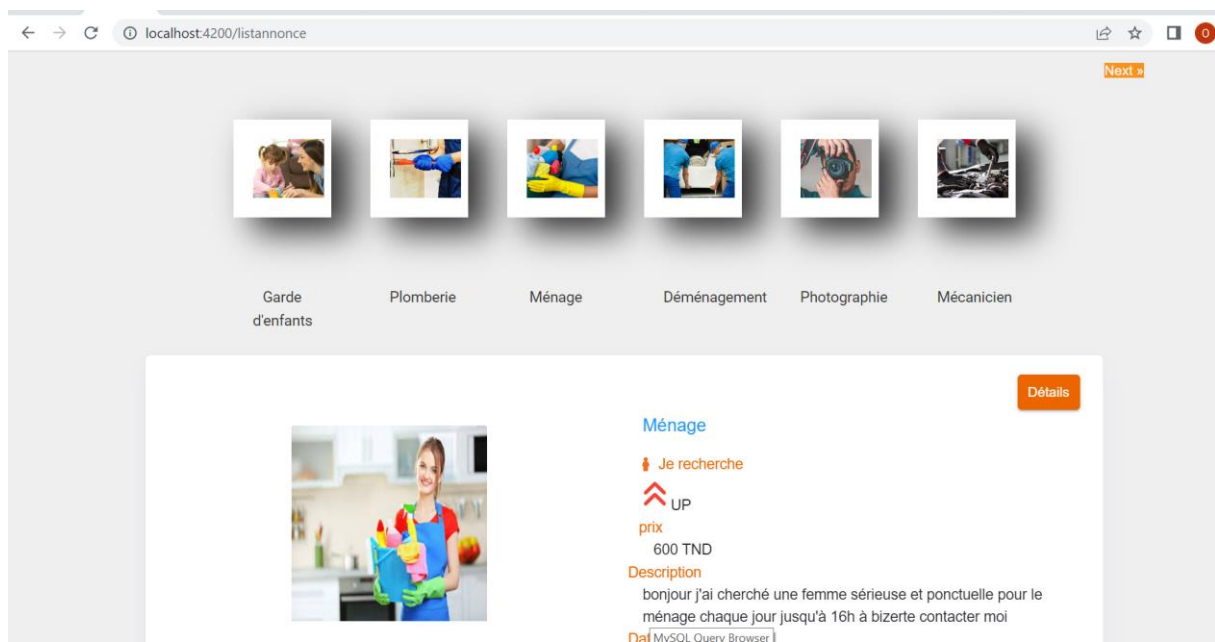 localhost:4200/listannonce
O
Next »
Garde
d'enfants
Plomberie
Ménage
Déménagement
Photographie
Mécanicien
Détails
Ménage
Je recherche
UP
prix
600 TND
Description
bonjour j'ai cherché une femme sérieuse et ponctuelle pour le
ménage chaque jour jusqu'à 16h à bizerte contacter moi
MySQL Query Browser